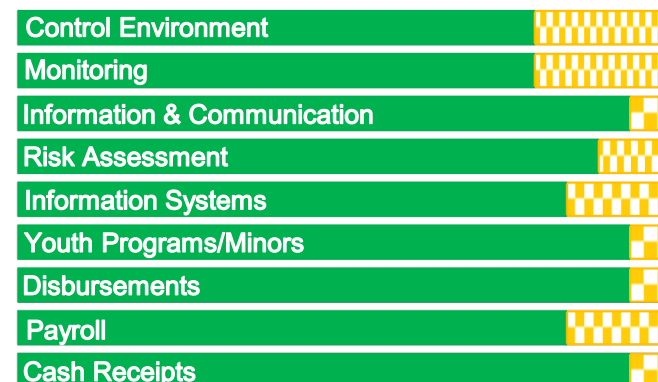 Control Environment
Monitoring
Information & Communication
Risk Assessment
Information Systems
Youth Programs/Minors
Disbursements
Payroll
Cash Receipts